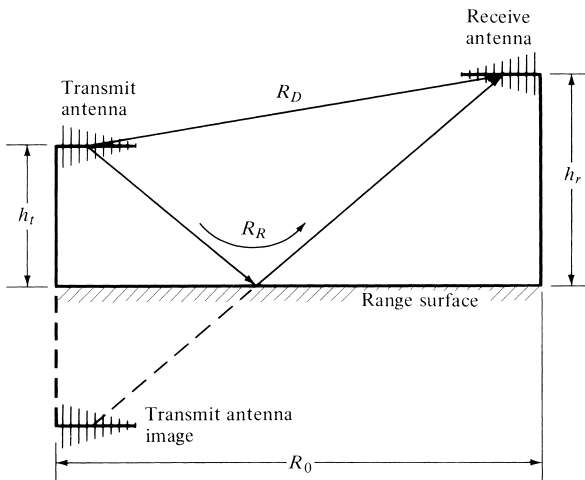 Receive
antenna
Transmit
antenna
R_D
h_t
h_r
R_R
Range surface
Transmit antenna
image
R_0